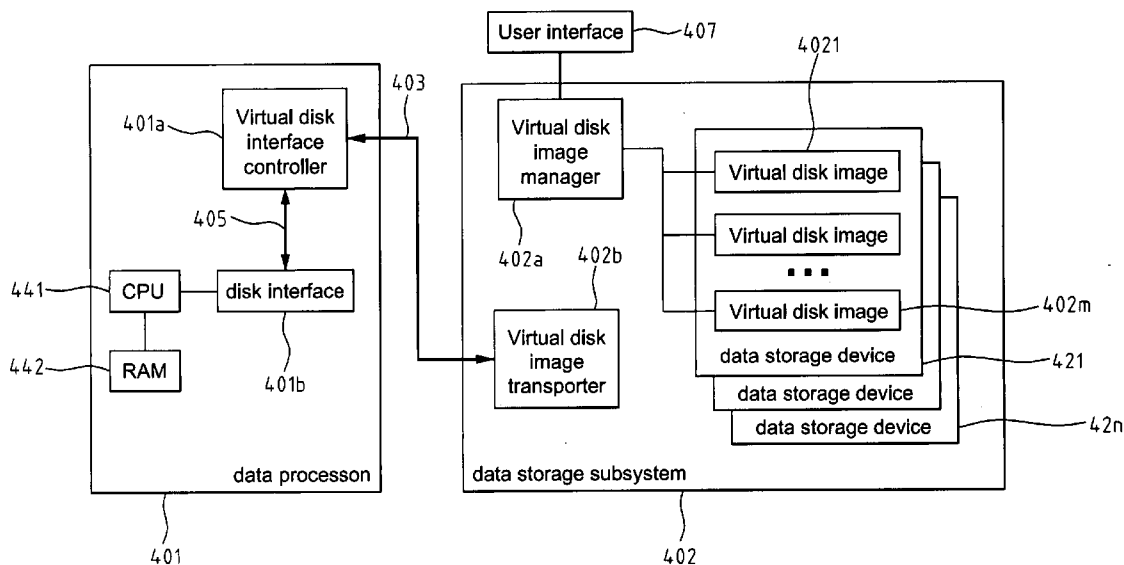 User interface
407
4021
403
401a
Virtual disk
interface
controller
Virtual disk
image
manager
Virtual disk image
405
402a
402b
Virtual disk image
441
CPU
disk interface
Virtual disk image
402m
442
RAM
401b
Virtual disk
image
transporter
data storage device
421
data storage device
data storage device
42n
data processon
data storage subsystem
401
402